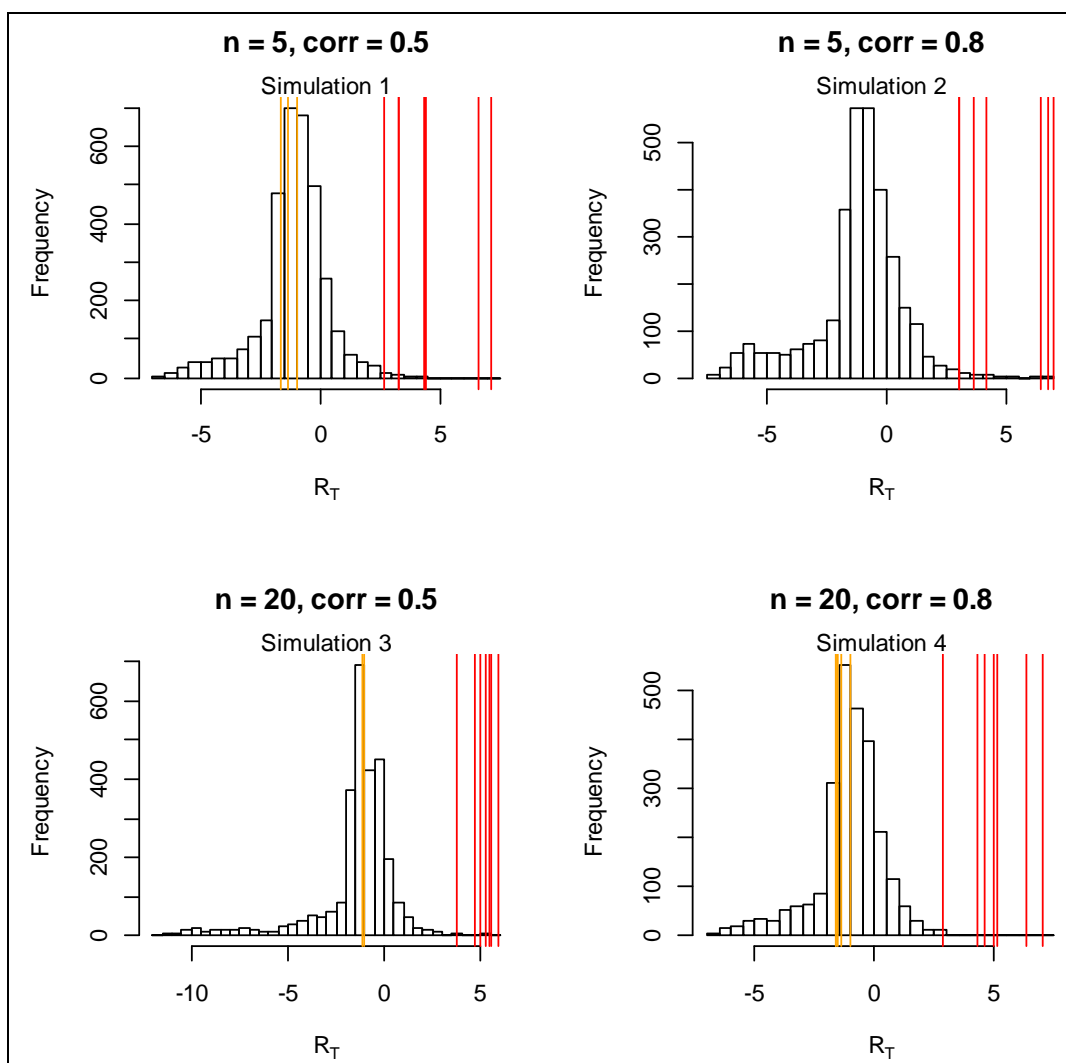 n = 5, corr = 0.5
Simulation 1
Frequency
0 200 400 600
-5 0 5
R_T
n = 5, corr = 0.8
Simulation 2
Frequency
0 100 300 500
-5 0 5
R_T
n = 20, corr = 0.5
Simulation 3
Frequency
0 200 400 600
-10 -5 0 5
R_T
n = 20, corr = 0.8
Simulation 4
Frequency
0 100 300 500
-5 0 5
R_T